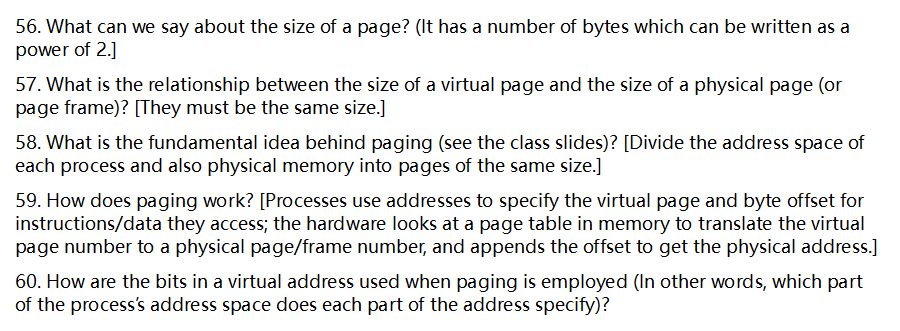 56. What can we say about the size of a page? (It has a number of bytes which can be written as a
power of 2.]
57. What is the relationship between the size of a virtual page and the size of a physical page (or
page frame)? [They must be the same size.]
58. What is the fundamental idea behind paging (see the class slides)? [Divide the address space of
each process and also physical memory into pages of the same size.]
59. How does paging work? [Processes use addresses to specify the virtual page and byte offset for
instructions/data they access; the hardware looks at a page table in memory to translate the virtual
page number to a physical page/frame number, and appends the offset to get the physical address.]
60. How are the bits in a virtual address used when paging is employed (In other words, which part
of the process's address space does each part of the address specify)?